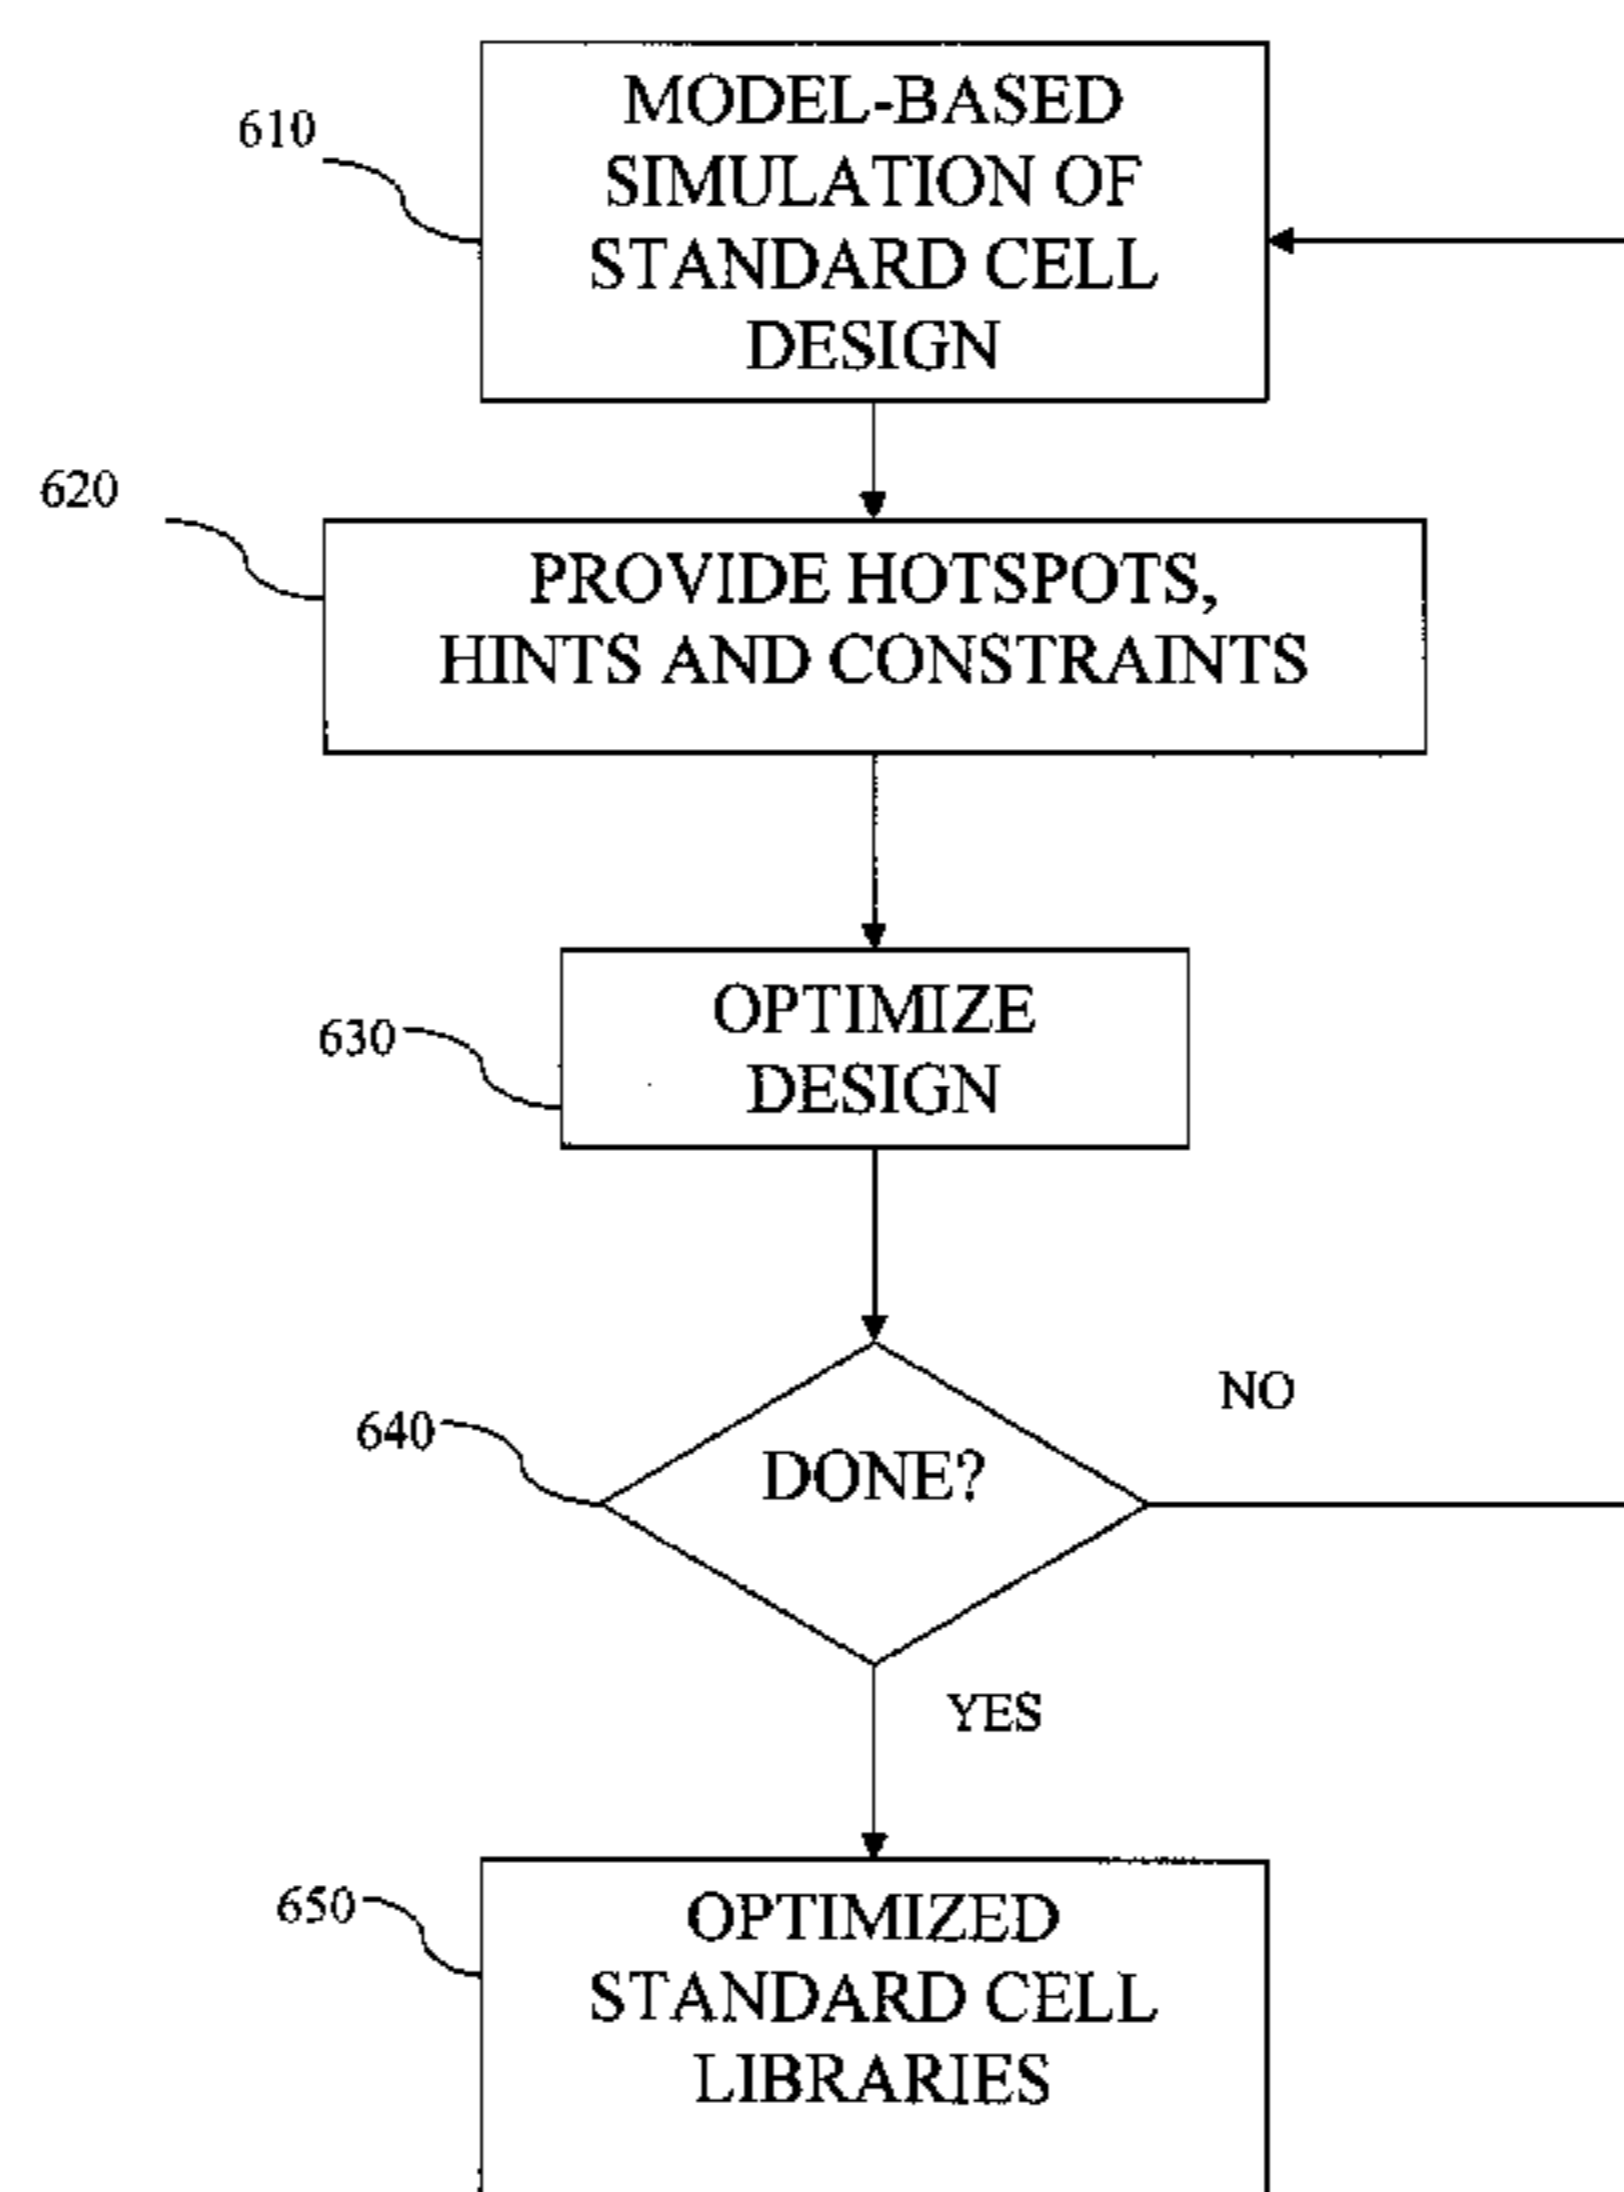 610
MODEL-BASED
SIMULATION OF
STANDARD CELL
DESIGN
620
PROVIDE HOTSPOTS,
HINTS AND CONSTRAINTS
630
OPTIMIZE
DESIGN
640
DONE?
NO
YES
650
OPTIMIZED
STANDARD CELL
LIBRARIES